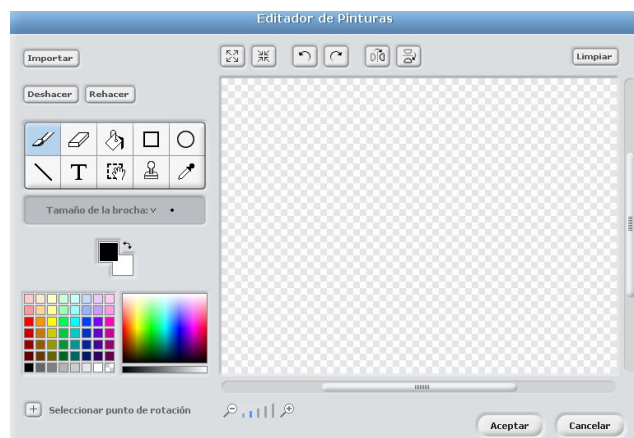 Editador de Pinturas
Importar
Limpiar
Deshacer Rehacer
T
Tamaño de la brocha:
Seleccionar punto de rotación
Aceptar Cancelar